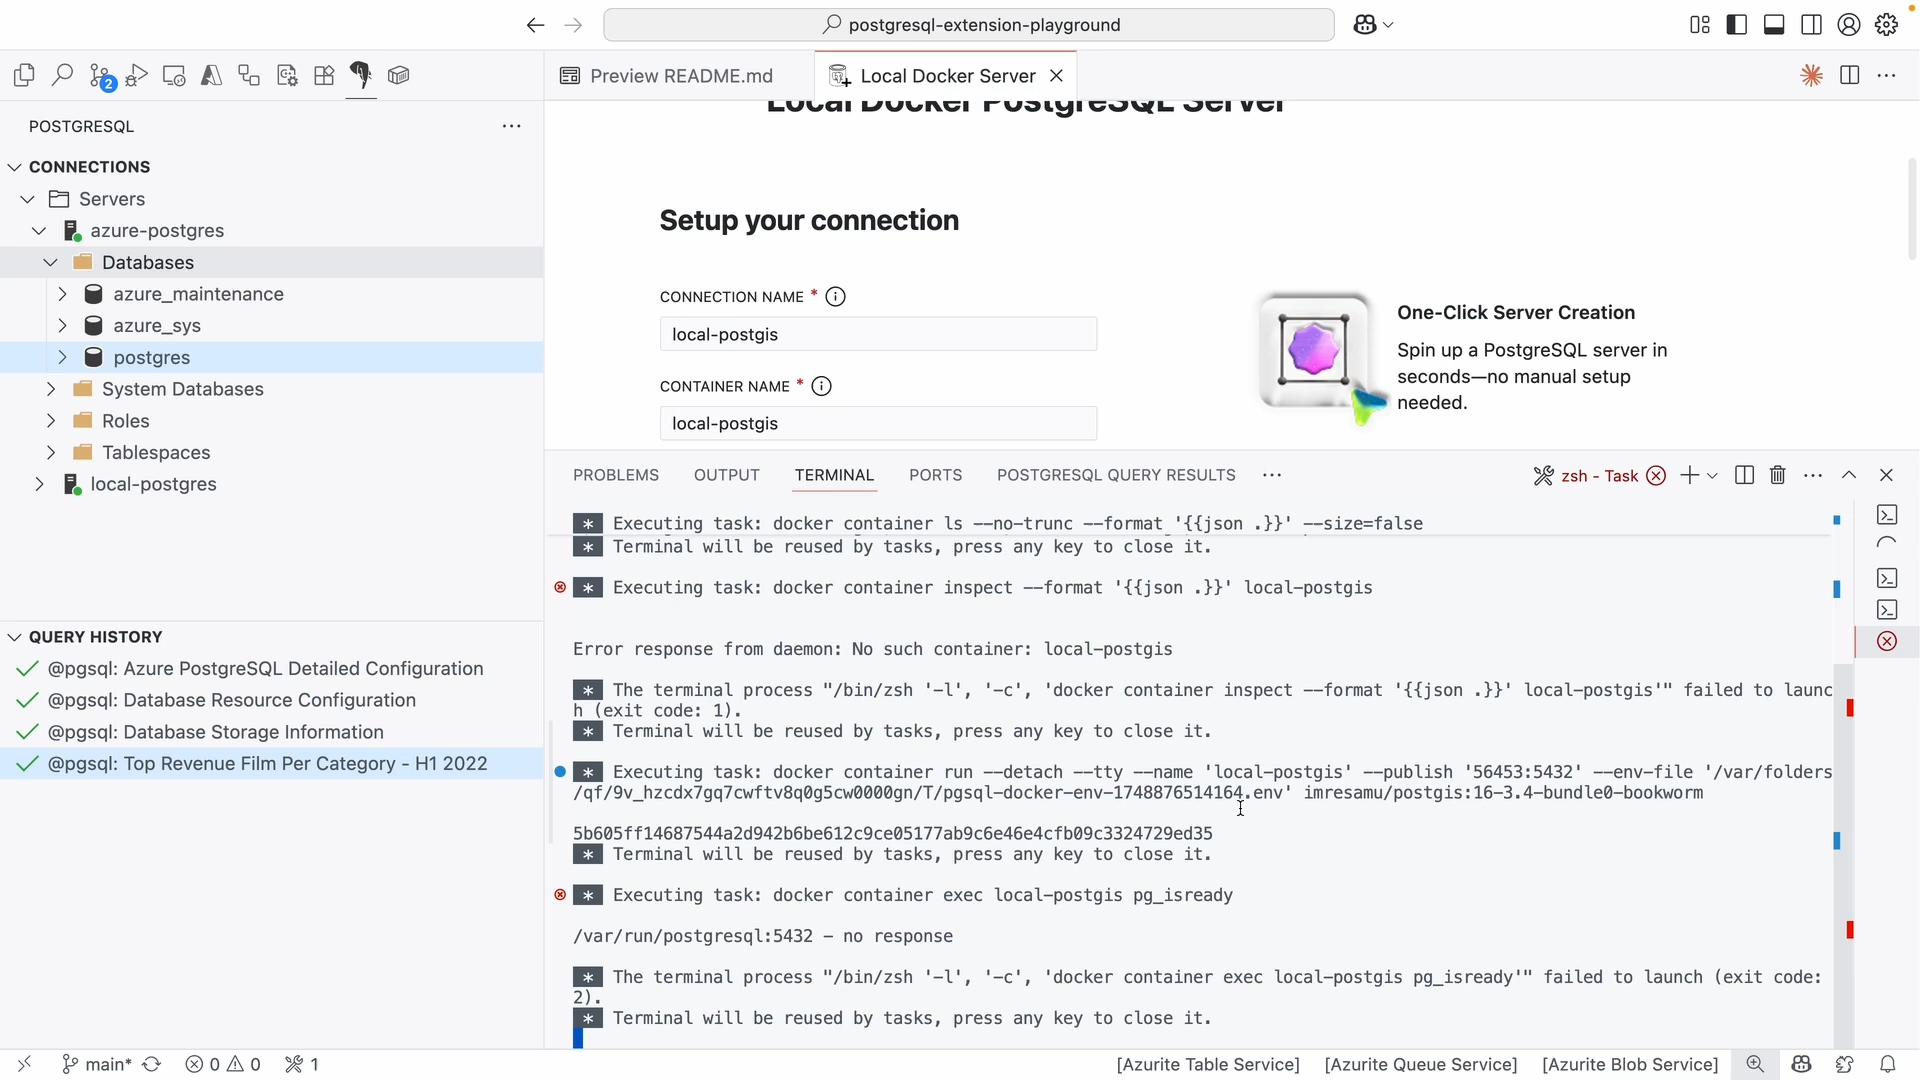 postgresql-extension-playground
2
Preview README.md
Local Docker Server
POSTGRESQL
CONNECTIONS
Servers
azure-postgres
Databases
azure_maintenance
azure_sys
postgres
System Databases
Roles
Tablespaces
local-postgres
QUERY HISTORY
@pgsql: Azure PostgreSQL Detailed Configuration
@pgsql: Database Resource Configuration
@pgsql: Database Storage Information
@pgsql: Top Revenue Film Per Category - H1 2022
Local Docker PostgreSQL Server
Setup your connection
CONNECTION NAME *
local-postgis
CONTAINER NAME *
local-postgis
One-Click Server Creation
Spin up a PostgreSQL server in
seconds—no manual setup
needed.
PROBLEMS OUTPUT TERMINAL PORTS POSTGRESQL QUERY RESULTS
zsh - Task
* Executing task: docker container ls --no-trunc --format '{{json .}}' --size=false
* Terminal will be reused by tasks, press any key to close it.
* Executing task: docker container inspect --format '{{json .}}' local-postgis
Error response from daemon: No such container: local-postgis
* The terminal process "/bin/zsh '-l', '-c', 'docker container inspect --format '{{json .}}' local-postgis'" failed to launc
h (exit code: 1).
* Terminal will be reused by tasks, press any key to close it.
* Executing task: docker container run --detach --tty --name 'local-postgis' --publish '56453:5432' --env-file '/var/folders
/qf/9v_hzcdx7gq7cwftv8q0g5cw0000gn/T/pgsql-docker-env-1748876514164.env' imresamu/postgis:16-3.4-bundle0-bookworm
5b605ff14687544a2d942b6be612c9ce05177ab9c6e46e4cfb09c3324729ed35
* Terminal will be reused by tasks, press any key to close it.
* Executing task: docker container exec local-postgis pg_isready
/var/run/postgresql:5432 - no response
* The terminal process "/bin/zsh '-l', '-c', 'docker container exec local-postgis pg_isready'" failed to launch (exit code:
2).
* Terminal will be reused by tasks, press any key to close it.
main* 0 0 1
[Azurite Table Service] [Azurite Queue Service] [Azurite Blob Service]